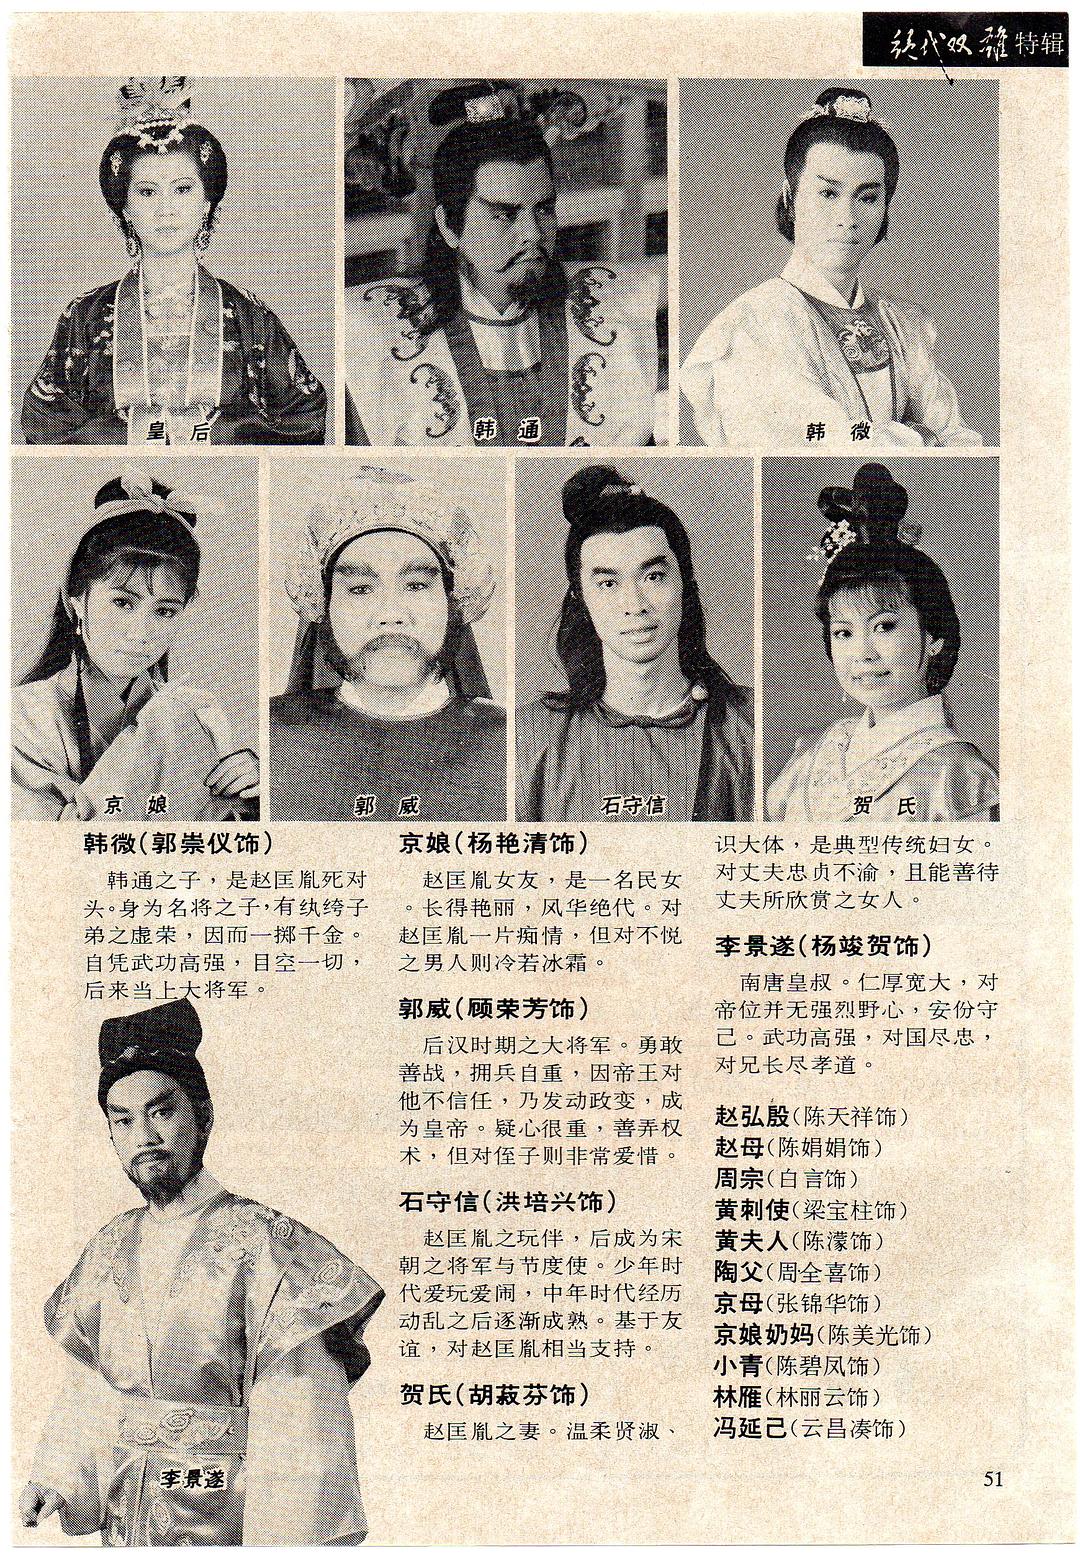 绝代双雄特辑
皇后
韩通
韩微
京娘
郭威
石守信
贺氏
韩微(郭崇仪饰)
韩通之子，是赵匡胤死对
头。身为名将之子，有纨绔子
弟之虚荣，因而一掷千金。
自凭武功高强，目空一切，
后来当上大将军。
李景遂
京娘(杨艳清饰)
赵匡胤女友，是一名民女
。长得艳丽，风华绝代。对
赵匡胤一片痴情，但对不悦
之男人则冷若冰霜。
郭威(顾荣芳饰)
后汉时期之大将军。勇敢
善战，拥兵自重，因帝王对
他不信任，乃发动政变，成
为皇帝。疑心很重，善弄权
术，但对侄子则非常爱惜。
石守信(洪培兴饰)
赵匡胤之玩伴，后成为宋
朝之将军与节度使。少年时
代爱玩爱闹，中年时代经历
动乱之后逐渐成熟。基于友
谊，对赵匡胤相当支持。
贺氏(胡菽芬饰)
赵匡胤之妻。温柔贤淑、
识大体，是典型传统妇女。
对丈夫忠贞不渝，且能善待
丈夫所欣赏之女人。
李景遂(杨竣贺饰)
南唐皇叔。仁厚宽大，对
帝位并无强烈野心，安份守
己。武功高强，对国尽忠，
对兄长尽孝道。
赵弘殷(陈天祥饰)
赵母(陈娟娟饰)
周宗(白言饰)
黄刺使(梁宝柱饰)
黄夫人(陈濛饰)
陶父(周全喜饰)
京母(张锦华饰)
京娘奶妈(陈美光饰)
小青(陈碧凤饰)
林雁(林丽云饰)
冯延己(云昌凑饰)
51